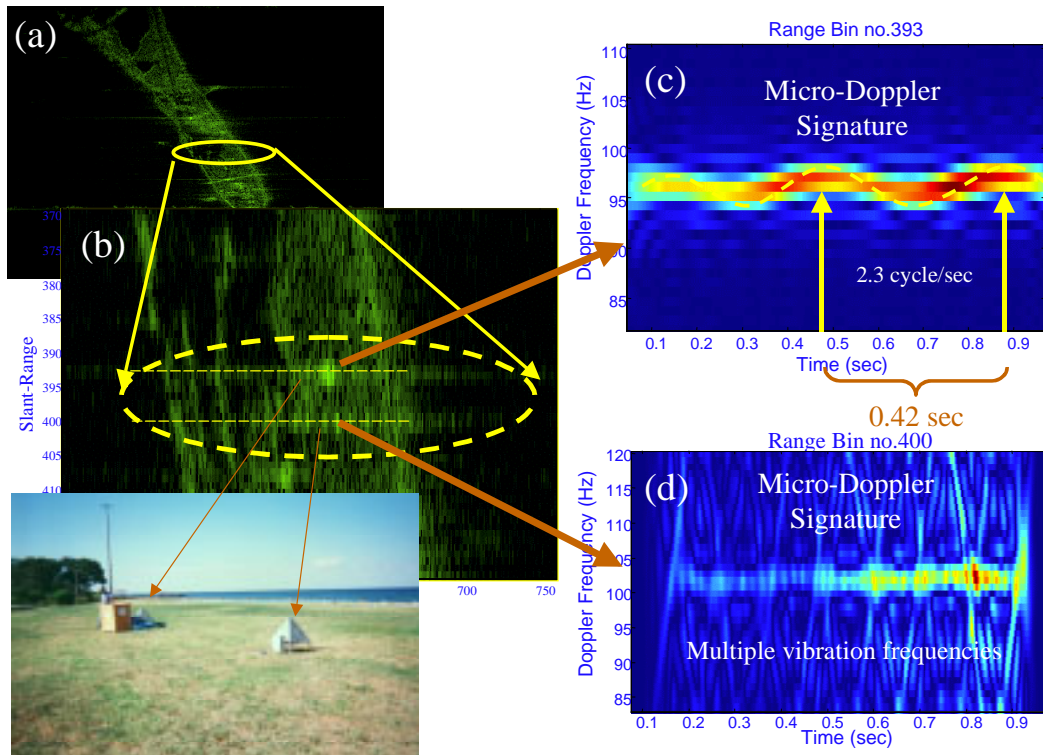 (a)
(b)
370
375
380
385
390
395
400
405
410
Slant-Range
700
750
Range Bin no.393
(c)
Micro-Doppler
Signature
Doppler Frequency (Hz)
110
105
100
95
90
85
2.3 cycle/sec
0.1 0.2 0.3 0.4 0.5 0.6 0.7 0.8 0.9
Time (sec)
0.42 sec
Range Bin no.400
(d)
Micro-Doppler
Signature
Doppler Frequency (Hz)
120
115
110
105
100
95
90
85
Multiple vibration frequencies
0.1 0.2 0.3 0.4 0.5 0.6 0.7 0.8 0.9
Time (sec)